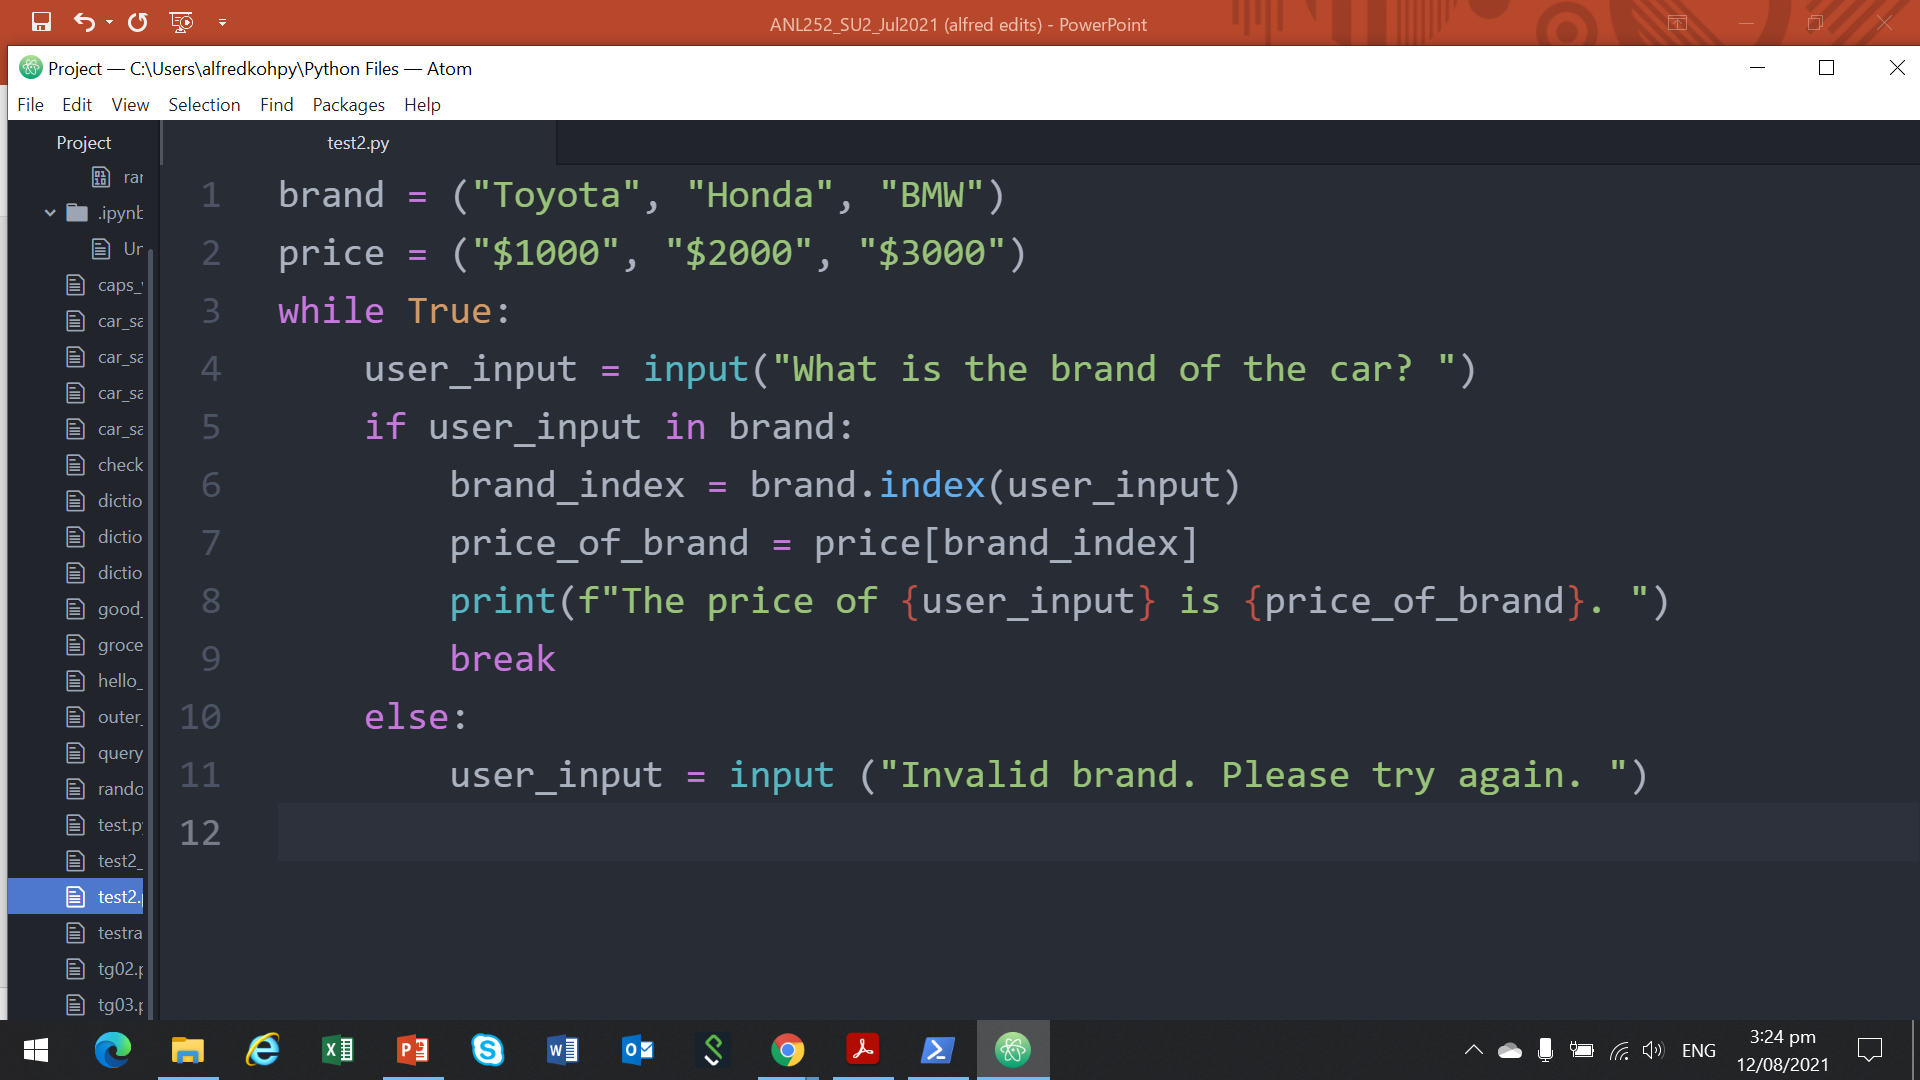 ANL252_SU2_Jul2021 (alfred edits) - PowerPoint
Project — C:\Users\alfredkohpy\Python Files — Atom
File Edit View Selection Find Packages Help
Project
test2.py
rar
.ipynb
Un
caps_
car_sa
car_sa
car_sa
car_sa
check
dictio
dictio
dictio
good_
groce
hello_
outer_
query
rando
test.py
test2_
test2.p
testra
tg02.p
tg03.p
1 brand = ("Toyota", "Honda", "BMW")
2 price = ("$1000", "$2000", "$3000")
3 while True:
4 user_input = input("What is the brand of the car? ")
5 if user_input in brand:
6 brand_index = brand.index(user_input)
7 price_of_brand = price[brand_index]
8 print(f"The price of {user_input} is {price_of_brand}. ")
9 break
10 else:
11 user_input = input ("Invalid brand. Please try again. ")
12
ENG
3:24 pm
12/08/2021